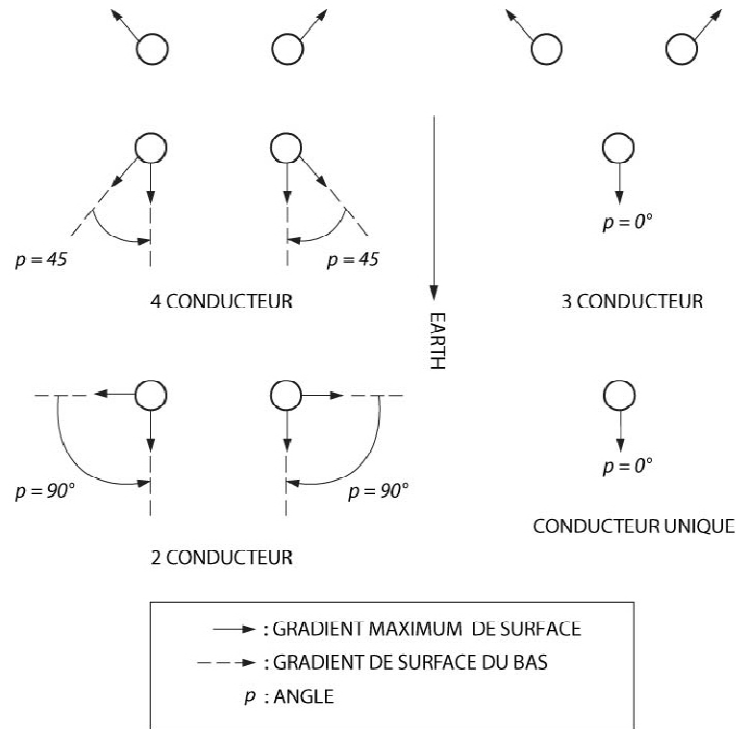 p = 0°
p = 45
p = 45
4 CONDUCTEUR
3 CONDUCTEUR
EARTH
p = 90°
p = 90°
p = 0°
2 CONDUCTEUR
CONDUCTEUR UNIQUE
: GRADIENT MAXIMUM DE SURFACE
: GRADIENT DE SURFACE DU BAS
p : ANGLE